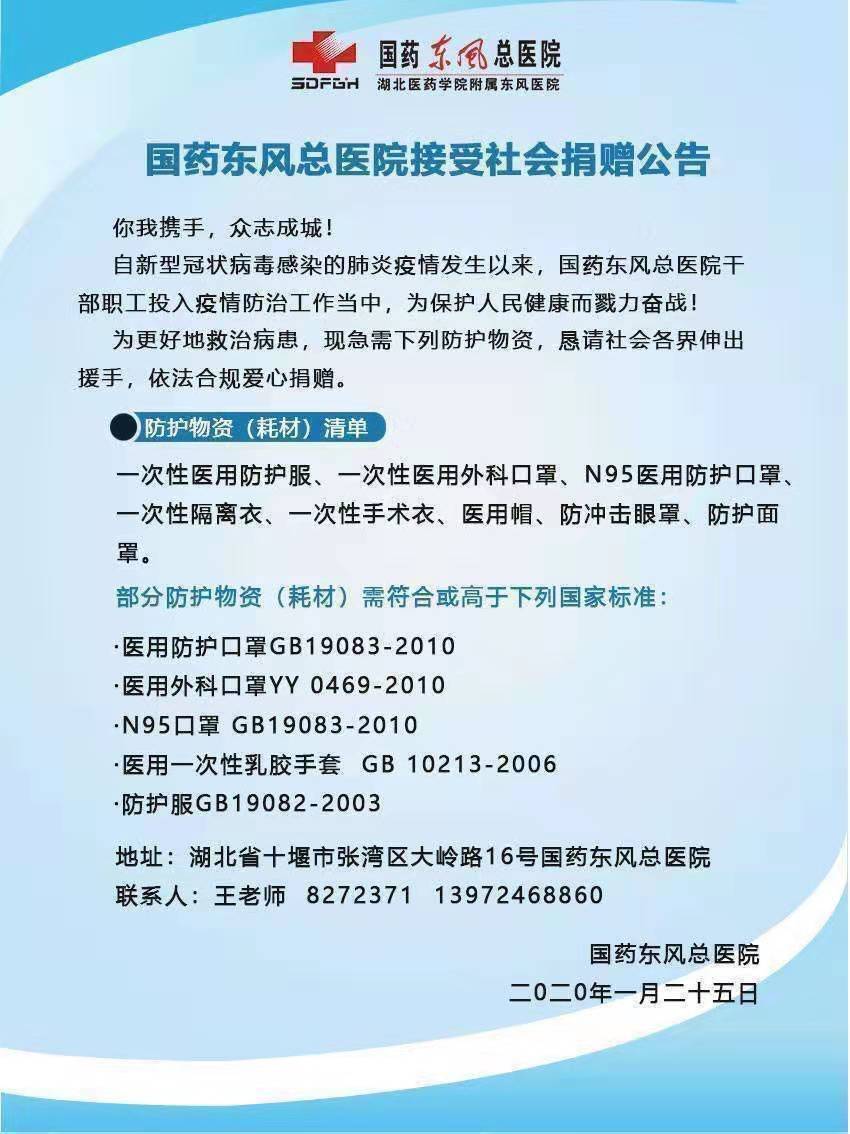 国药东风总医院
SDFGH
湖北医药学院附属东风医院
国药东风总医院接受社会捐赠公告
你我携手，众志成城！
自新型冠状病毒感染的肺炎疫情发生以来，国药东风总医院干
部职工投入疫情防治工作当中，为保护人民健康而戮力奋战！
为更好地救治病患，现急需下列防护物资，恳请社会各界伸出
援手，依法合规爱心捐赠。
防护物资（耗材）清单
一次性医用防护服、一次性医用外科口罩、N95医用防护口罩、
一次性隔离衣、一次性手术衣、医用帽、防冲击眼罩、防护面
罩。
部分防护物资（耗材）需符合或高于下列国家标准：
·医用防护口罩GB19083-2010
·医用外科口罩YY 0469-2010
·N95口罩 GB19083-2010
·医用一次性乳胶手套 GB 10213-2006
·防护服GB19082-2003
地址：湖北省十堰市张湾区大岭路16号国药东风总医院
联系人：王老师 8272371 13972468860
国药东风总医院
二0二0年一月二十五日